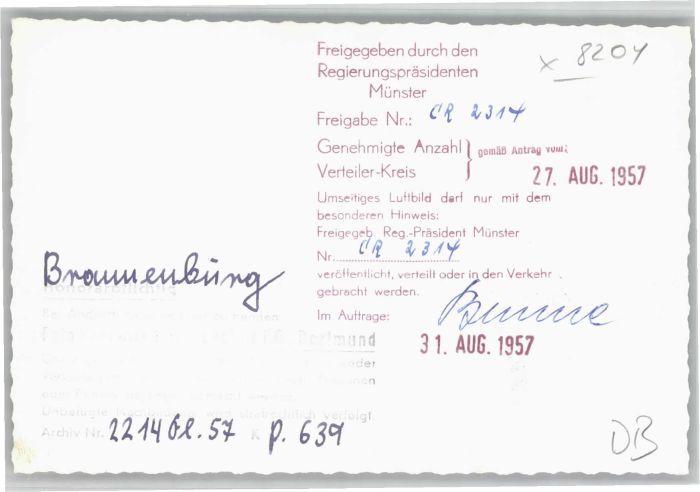 Freigegeben durch den
Regierungspräsidenten
Münster
x 8204
Freigabe Nr.: CR 2314
Genehmigte Anzahl } gemäß Antrag vom:
Verteiler-Kreis
27. AUG. 1957
Umseitiges Luftbild darf nur mit dem
besonderen Hinweis:
Freigegeb. Reg.-Präsident Münster
Nr. CR 2314
veröffentlicht, verteilt oder in den Verkehr
gebracht werden.
Im Auftrage:
31. AUG. 1957
Brannenburg
Honorarpflichtig
Dortmund
Unbefugte wird strafrechtlich verfolgt
Archiv Nr. 2214 57 K p. 639
DB